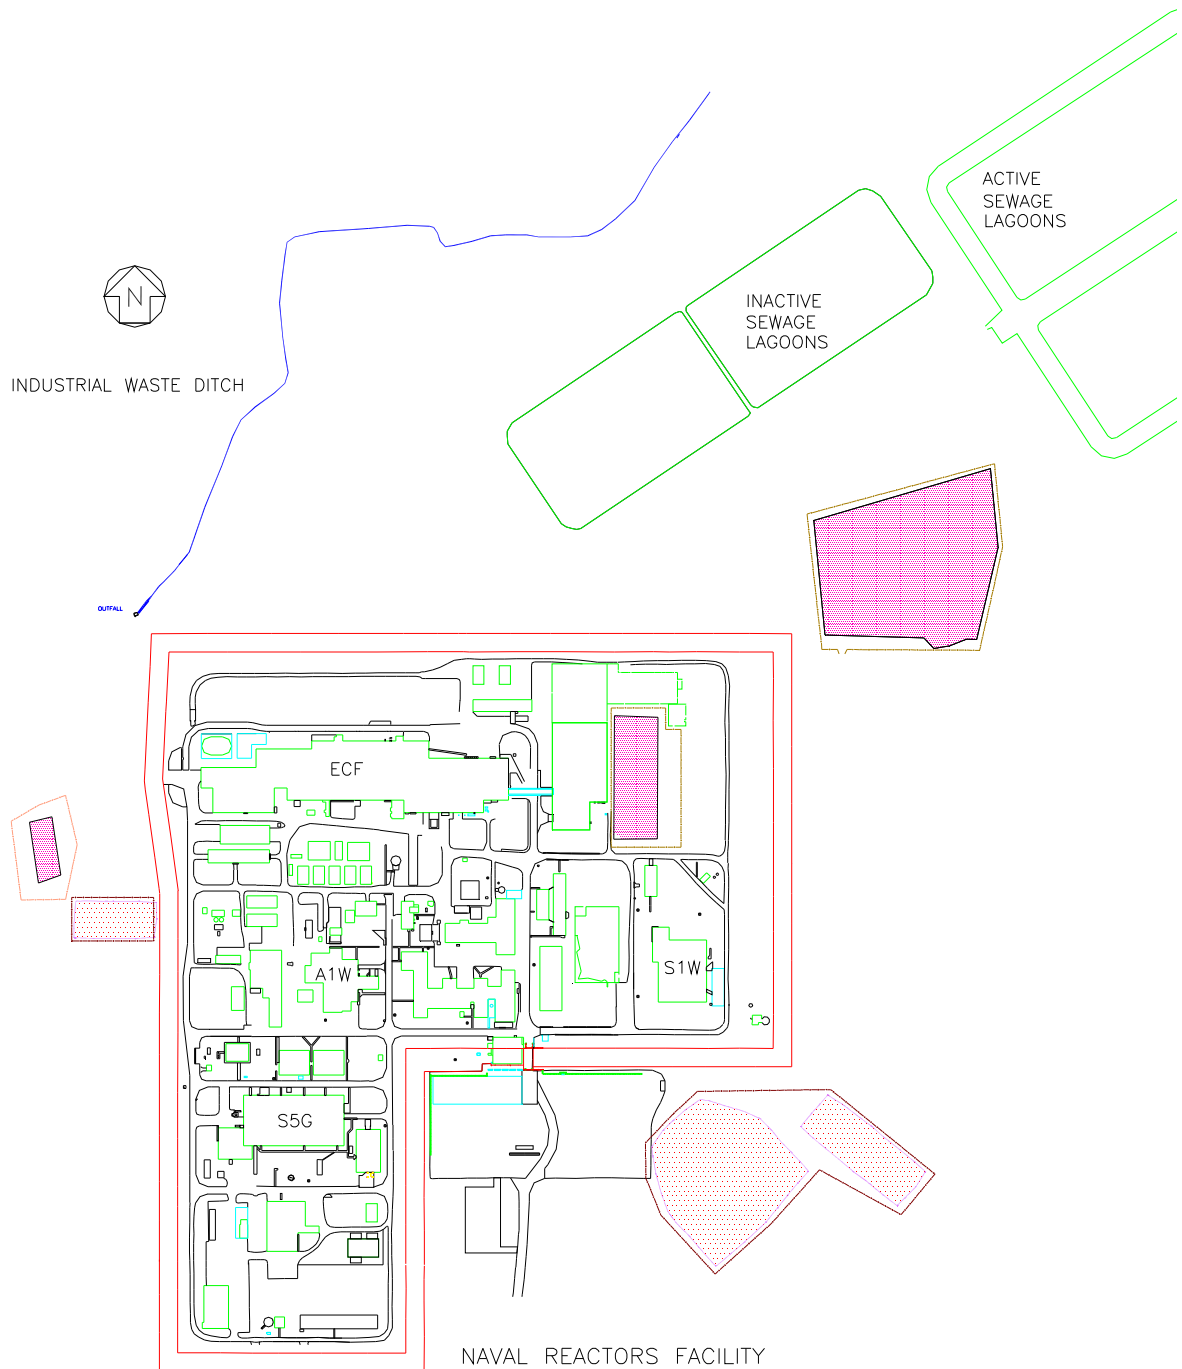 ACTIVE
SEWAGE
LAGOONS
N
INACTIVE
SEWAGE
LAGOONS
INDUSTRIAL WASTE DITCH
OUTFALL
ECF
A1W
S1W
S5G
NAVAL REACTORS FACILITY